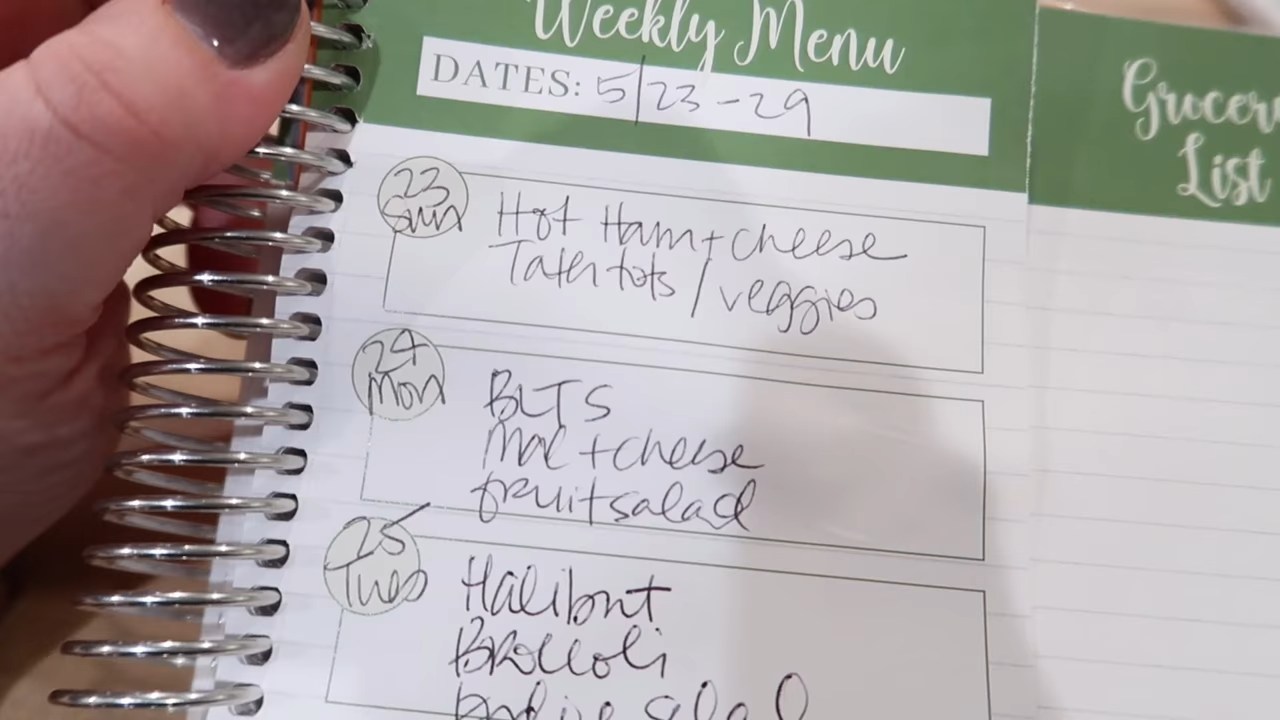 Weekly Menu
DATES: 5/23-29
23
Sun
Hot Ham + cheese
Tater tots / veggies
24
Mon
BLTS
Mac + cheese
fruit salad
25
Tues
Halibut
Broccoli
salad
Grocery
List